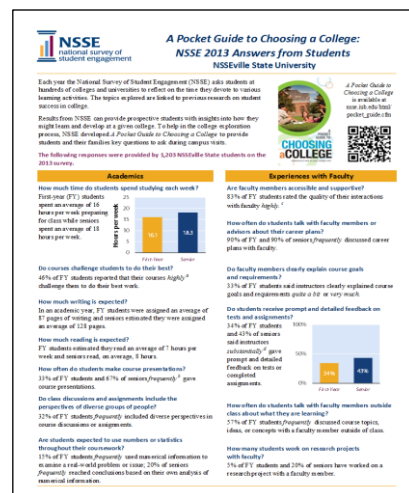 NSSE
national survey of
student engagement
A Pocket Guide to Choosing a College:
NSSE 2013 Answers from Students
NSSEville State University
Each year the National Survey of Student Engagement (NSSE) asks students at
hundreds of colleges and universities to reflect on the time they devote to various
learning activities. The topics explored are linked to previous research on student
success in college.
Results from NSSE can provide prospective students with insights into how they
might learn and develop at a given college. To help in the college exploration
process, NSSE developed A Pocket Guide to Choosing a College to provide
students and their families key questions to ask during campus visits.
The following responses were provided by 1,203 NSSEville State students on the
2013 survey.
CHOOSING
COLLEGE
A Pocket Guide to
Choosing a College
is available at
nsse.iub.edu/html/
pocket_guide.cfm
Academics
How much time do students spend studying each week?
First-year (FY) students
spent an average of 16
hours per week preparing
for class while seniors
spent an average of 18
hours per week.
Hours per week
25
20
15
10
5
0
18.3
First-Year
Senior
Do courses challenge students to do their best?
46% of FY students reported that their courses highly
challenge them to do their best work.
How much writing is expected?
In an academic year, FY students were assigned an average of
87 pages of writing and seniors estimated they were assigned
an average of 128 pages.
How much reading is expected?
FY students estimated they read an average of 7 hours per
week and seniors read, an average, 8 hours.
How often do students make course presentations?
33% of FY students and 67% of seniors frequently gave
course presentations.
Do class discussions and assignments include the
perspectives of diverse groups of people?
32% of FY students frequently included diverse perspectives in
course discussions or assignments.
Are students expected to use numbers or statistics
throughout their coursework?
15% of FY students frequently used numerical information to
examine a real-world problem or issue; 20% of seniors
frequently reached conclusions based on their own analysis of
numerical information.
Experiences with Faculty
Are faculty members accessible and supportive?
83% of FY students rated the quality of their interactions
with faculty highly.
How often do students talk with faculty members or
advisors about their career plans?
90% of FY and 90% of seniors frequently discussed career
plans with faculty.
Do faculty members clearly explain course goals
and requirements?
33% of FY students said instructors clearly explained course
goals and requirements quite a bit or very much.
Do students receive prompt and detailed feedback on
tests and assignments?
34% of FY students
and 43% of seniors
said instructors
substantially gave
prompt and detailed
feedback on tests or
completed
assignments.
100%
50%
0%
34%
43%
First-Year
Senior
How often do students talk with faculty members outside
class about what they are learning?
57% of FY students frequently discussed course topics,
ideas, or concepts with a faculty member outside of class.
How many students work on research projects
with faculty?
5% of FY students and 20% of seniors have worked on a
research project with a faculty member.